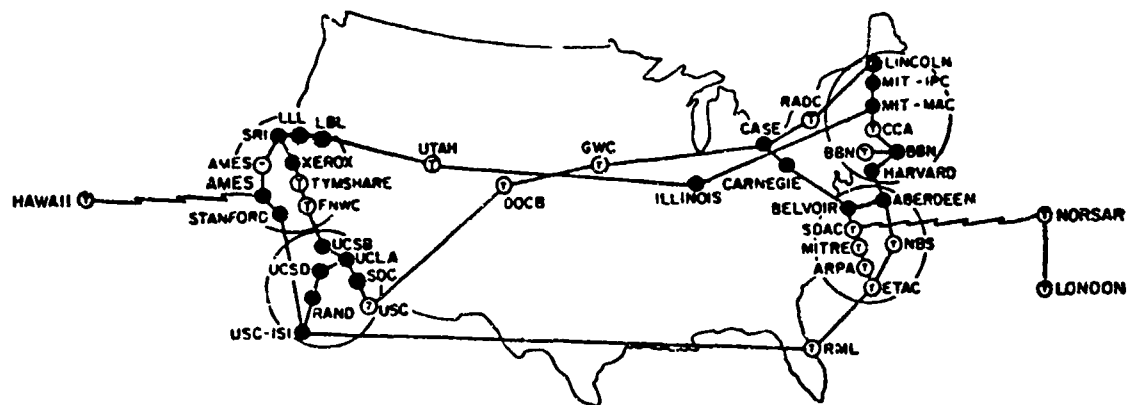 LINCOLN
MIT-IPC
RADC
MIT-MAC
LLL
LBL
CASE
CCA
SRI
UTAH
GWC
BBN
BBN
AMES
XEROX
HARVARD
AMES
TYMSHARE
CARNEGIE
HAWAII
FNWC
DOCB
ILLINOIS
ABERDEEN
STANFORD
BELVOIR
NORSAR
SDAC
UCSB
MITRE
NBS
UCLA
UCSD
SDC
ARPA
ETAC
LONDON
RAND
USC
USC-ISI
RML